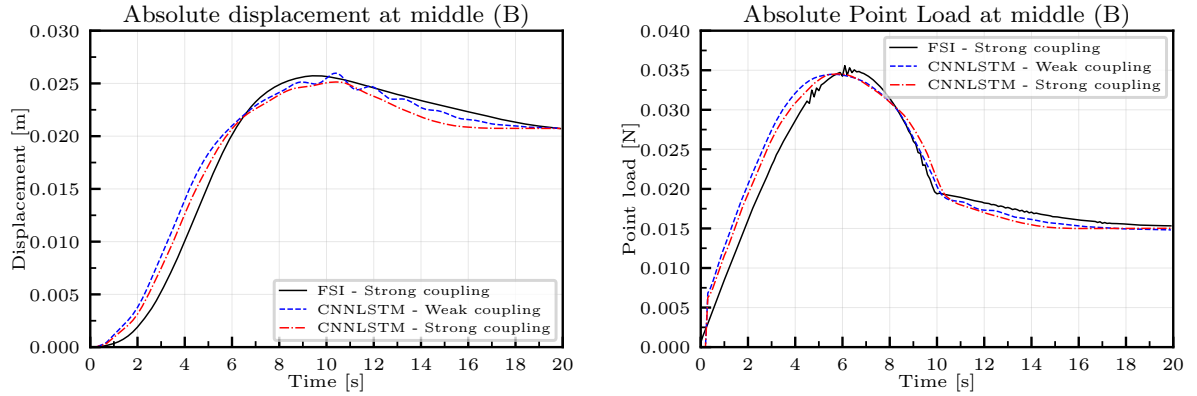 Absolute displacement at middle (B)
0.030
0.025
0.020
0.015
0.010
0.005
0.000
Displacement [m]
FSI - Strong coupling
CNNLSTM - Weak coupling
CNNLSTM - Strong coupling
0 2 4 6 8 10 12 14 16 18 20
Time [s]
Absolute Point Load at middle (B)
0.040
0.035
0.030
0.025
0.020
0.015
0.010
0.005
0.000
Point load [N]
FSI - Strong coupling
CNNLSTM - Weak coupling
CNNLSTM - Strong coupling
0 2 4 6 8 10 12 14 16 18 20
Time [s]